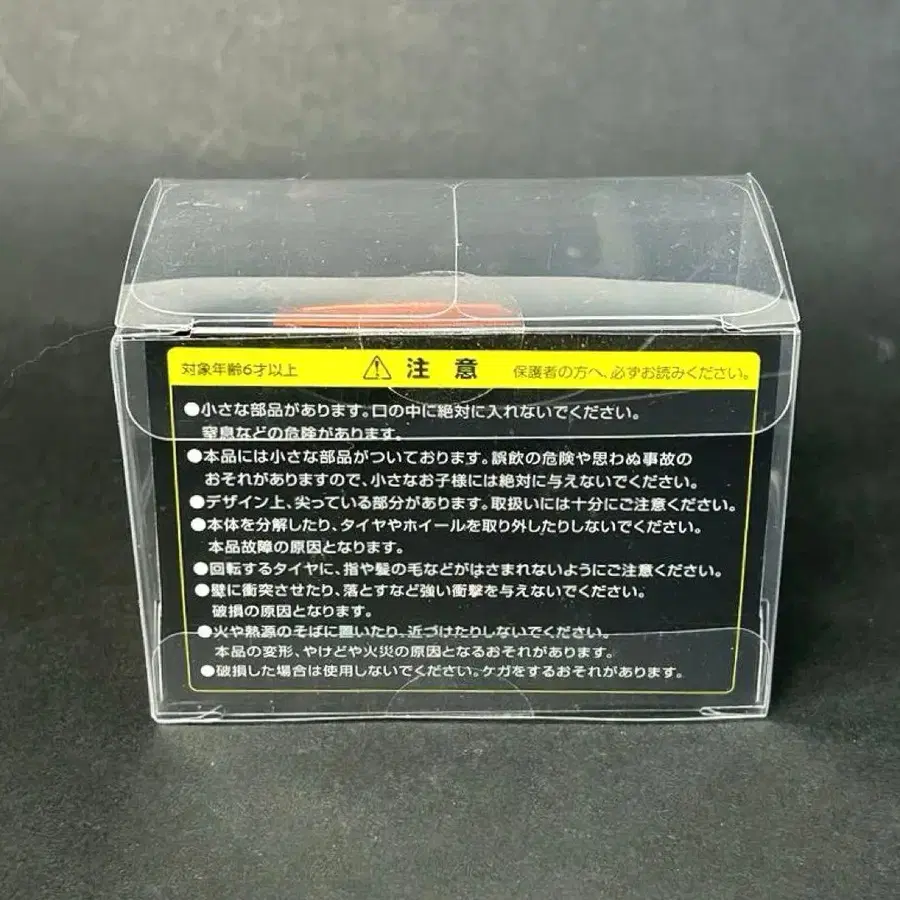 対象年齢6才以上 ⚠ 注意 保護者の方へ、必ずお読みください。
●小さな部品があります。口の中に絶対に入れないでください。
窒息などの危険があります。
●本品には小さな部品がついております。誤飲の危険や思わぬ事故の
おそれがありますので、小さなお子様には絶対に与えないでください。
●デザイン上、尖っている部分があります。取扱いには十分にご注意ください。
●本体を分解したり、タイヤやホイールを取り外したりしないでください。
本品故障の原因となります。
●回転するタイヤに、指や髪の毛などがはさまれないようにご注意ください。
●壁に衝突させたり、落とすなど強い衝撃を与えないでください。
破損の原因となります。
●火や熱源のそばに置いたり、近づけたりしないでください。
本品の変形、やけどや火災の原因となるおそれがあります。
●破損した場合は使用しないでください。ケガをするおそれがあります。